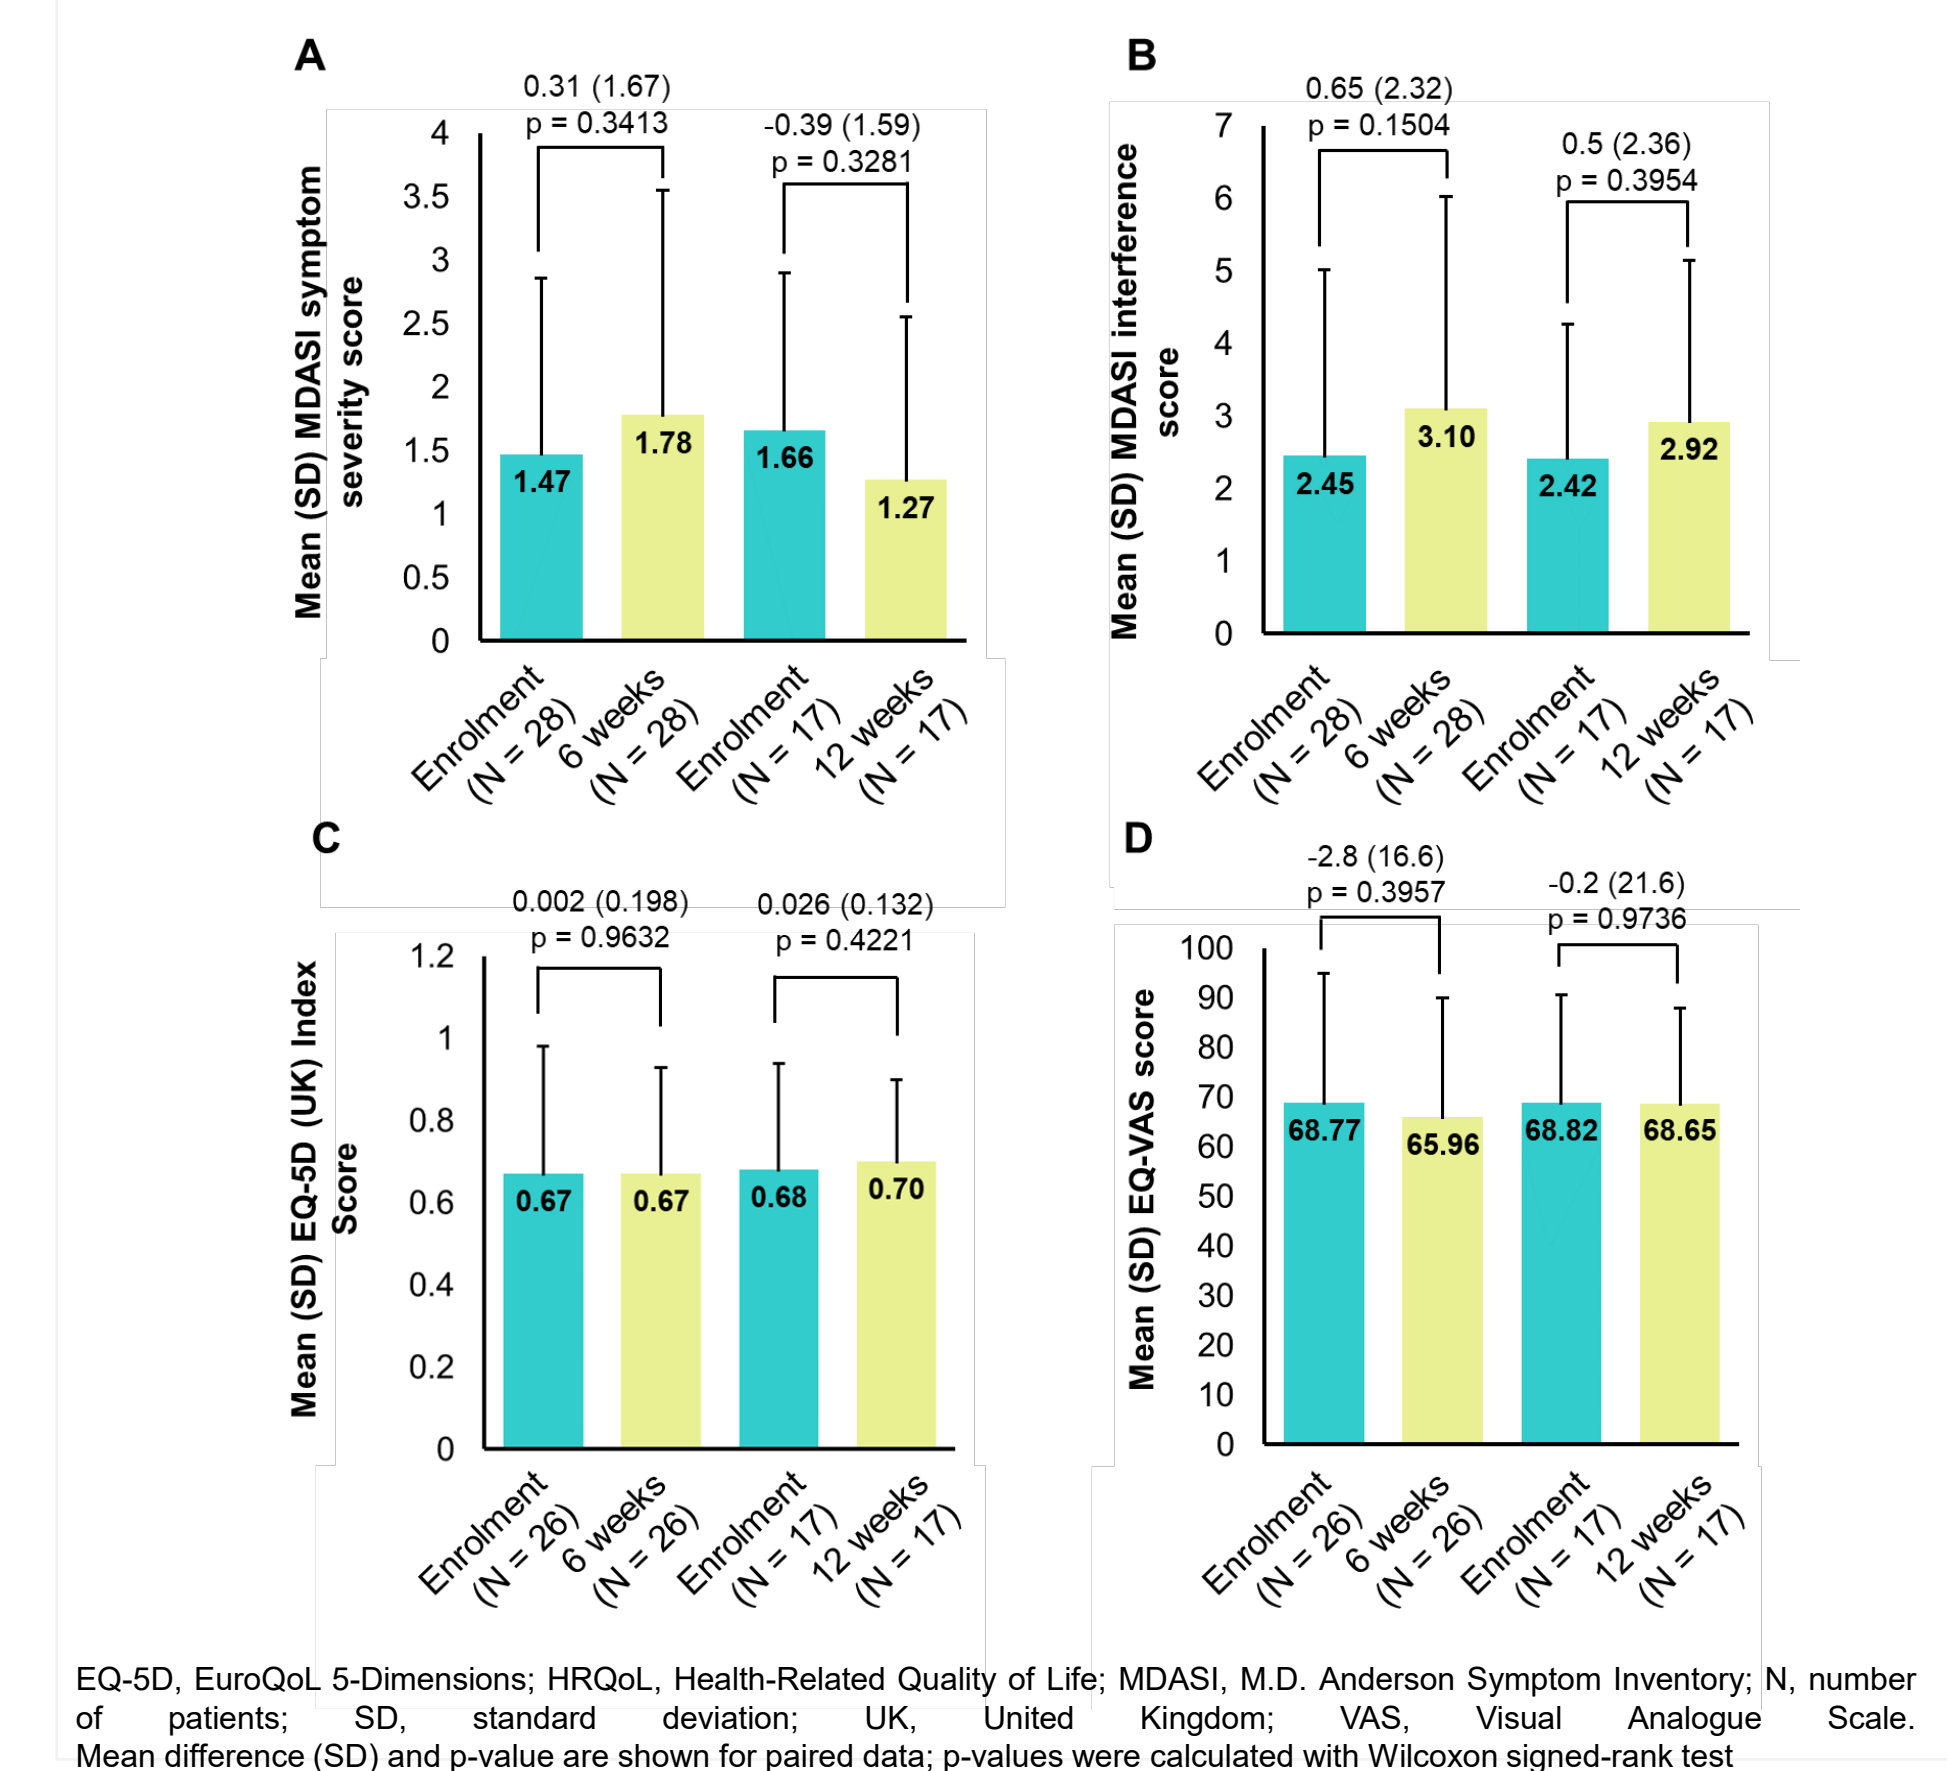 A
0.31 (1.67)
p = 0.3413
-0.39 (1.59)
p = 0.3281
Mean (SD) MDASI symptom
severity score
4
3.5
3
2.5
2
1.5
1
0.5
0
1.47
1.78
1.66
1.27
Enrolment
(N = 28)
6 weeks
(N = 28)
Enrolment
(N = 17)
12 weeks
(N = 17)
B
0.65 (2.32)
p = 0.1504
0.5 (2.36)
p = 0.3954
Mean (SD) MDASI interference
score
7
6
5
4
3
2
1
0
2.45
3.10
2.42
2.92
Enrolment
(N = 28)
6 weeks
(N = 28)
Enrolment
(N = 17)
12 weeks
(N = 17)
C
0.002 (0.198)
p = 0.9632
0.026 (0.132)
p = 0.4221
Mean (SD) EQ-5D (UK) Index
Score
1.2
1
0.8
0.6
0.4
0.2
0
0.67
0.67
0.68
0.70
Enrolment
(N = 26)
6 weeks
(N = 26)
Enrolment
(N = 17)
12 weeks
(N = 17)
D
-2.8 (16.6)
p = 0.3957
-0.2 (21.6)
p = 0.9736
Mean (SD) EQ-VAS score
100
90
80
70
60
50
40
30
20
10
0
68.77
65.96
68.82
68.65
Enrolment
(N = 26)
6 weeks
(N = 26)
Enrolment
(N = 17)
12 weeks
(N = 17)
EQ-5D, EuroQoL 5-Dimensions; HRQoL, Health-Related Quality of Life; MDASI, M.D. Anderson Symptom Inventory; N, number
of patients; SD, standard deviation; UK, United Kingdom; VAS, Visual Analogue Scale.
Mean difference (SD) and p-value are shown for paired data; p-values were calculated with Wilcoxon signed-rank test